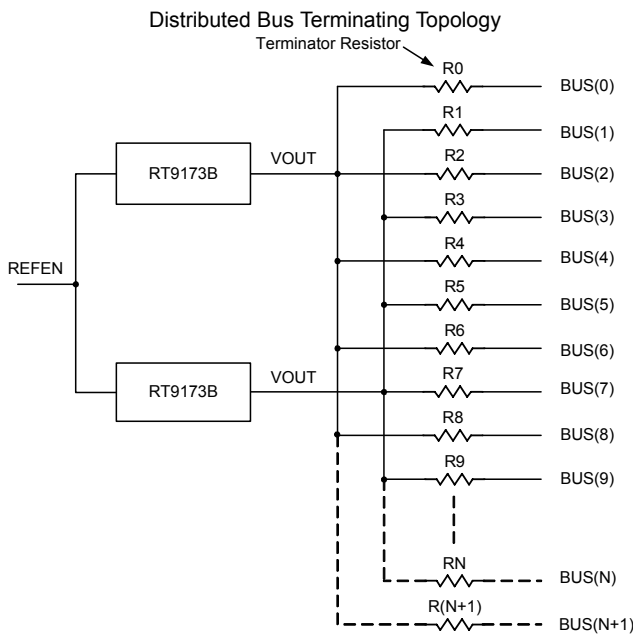 Distributed Bus Terminating Topology
Terminator Resistor
R0
BUS(0)
R1
BUS(1)
VOUT
R2
RT9173B
BUS(2)
R3
BUS(3)
R4
BUS(4)
REFEN
R5
BUS(5)
R6
BUS(6)
VOUT
R7
RT9173B
BUS(7)
R8
BUS(8)
R9
BUS(9)
RN
BUS(N)
R(N+1)
BUS(N+1)